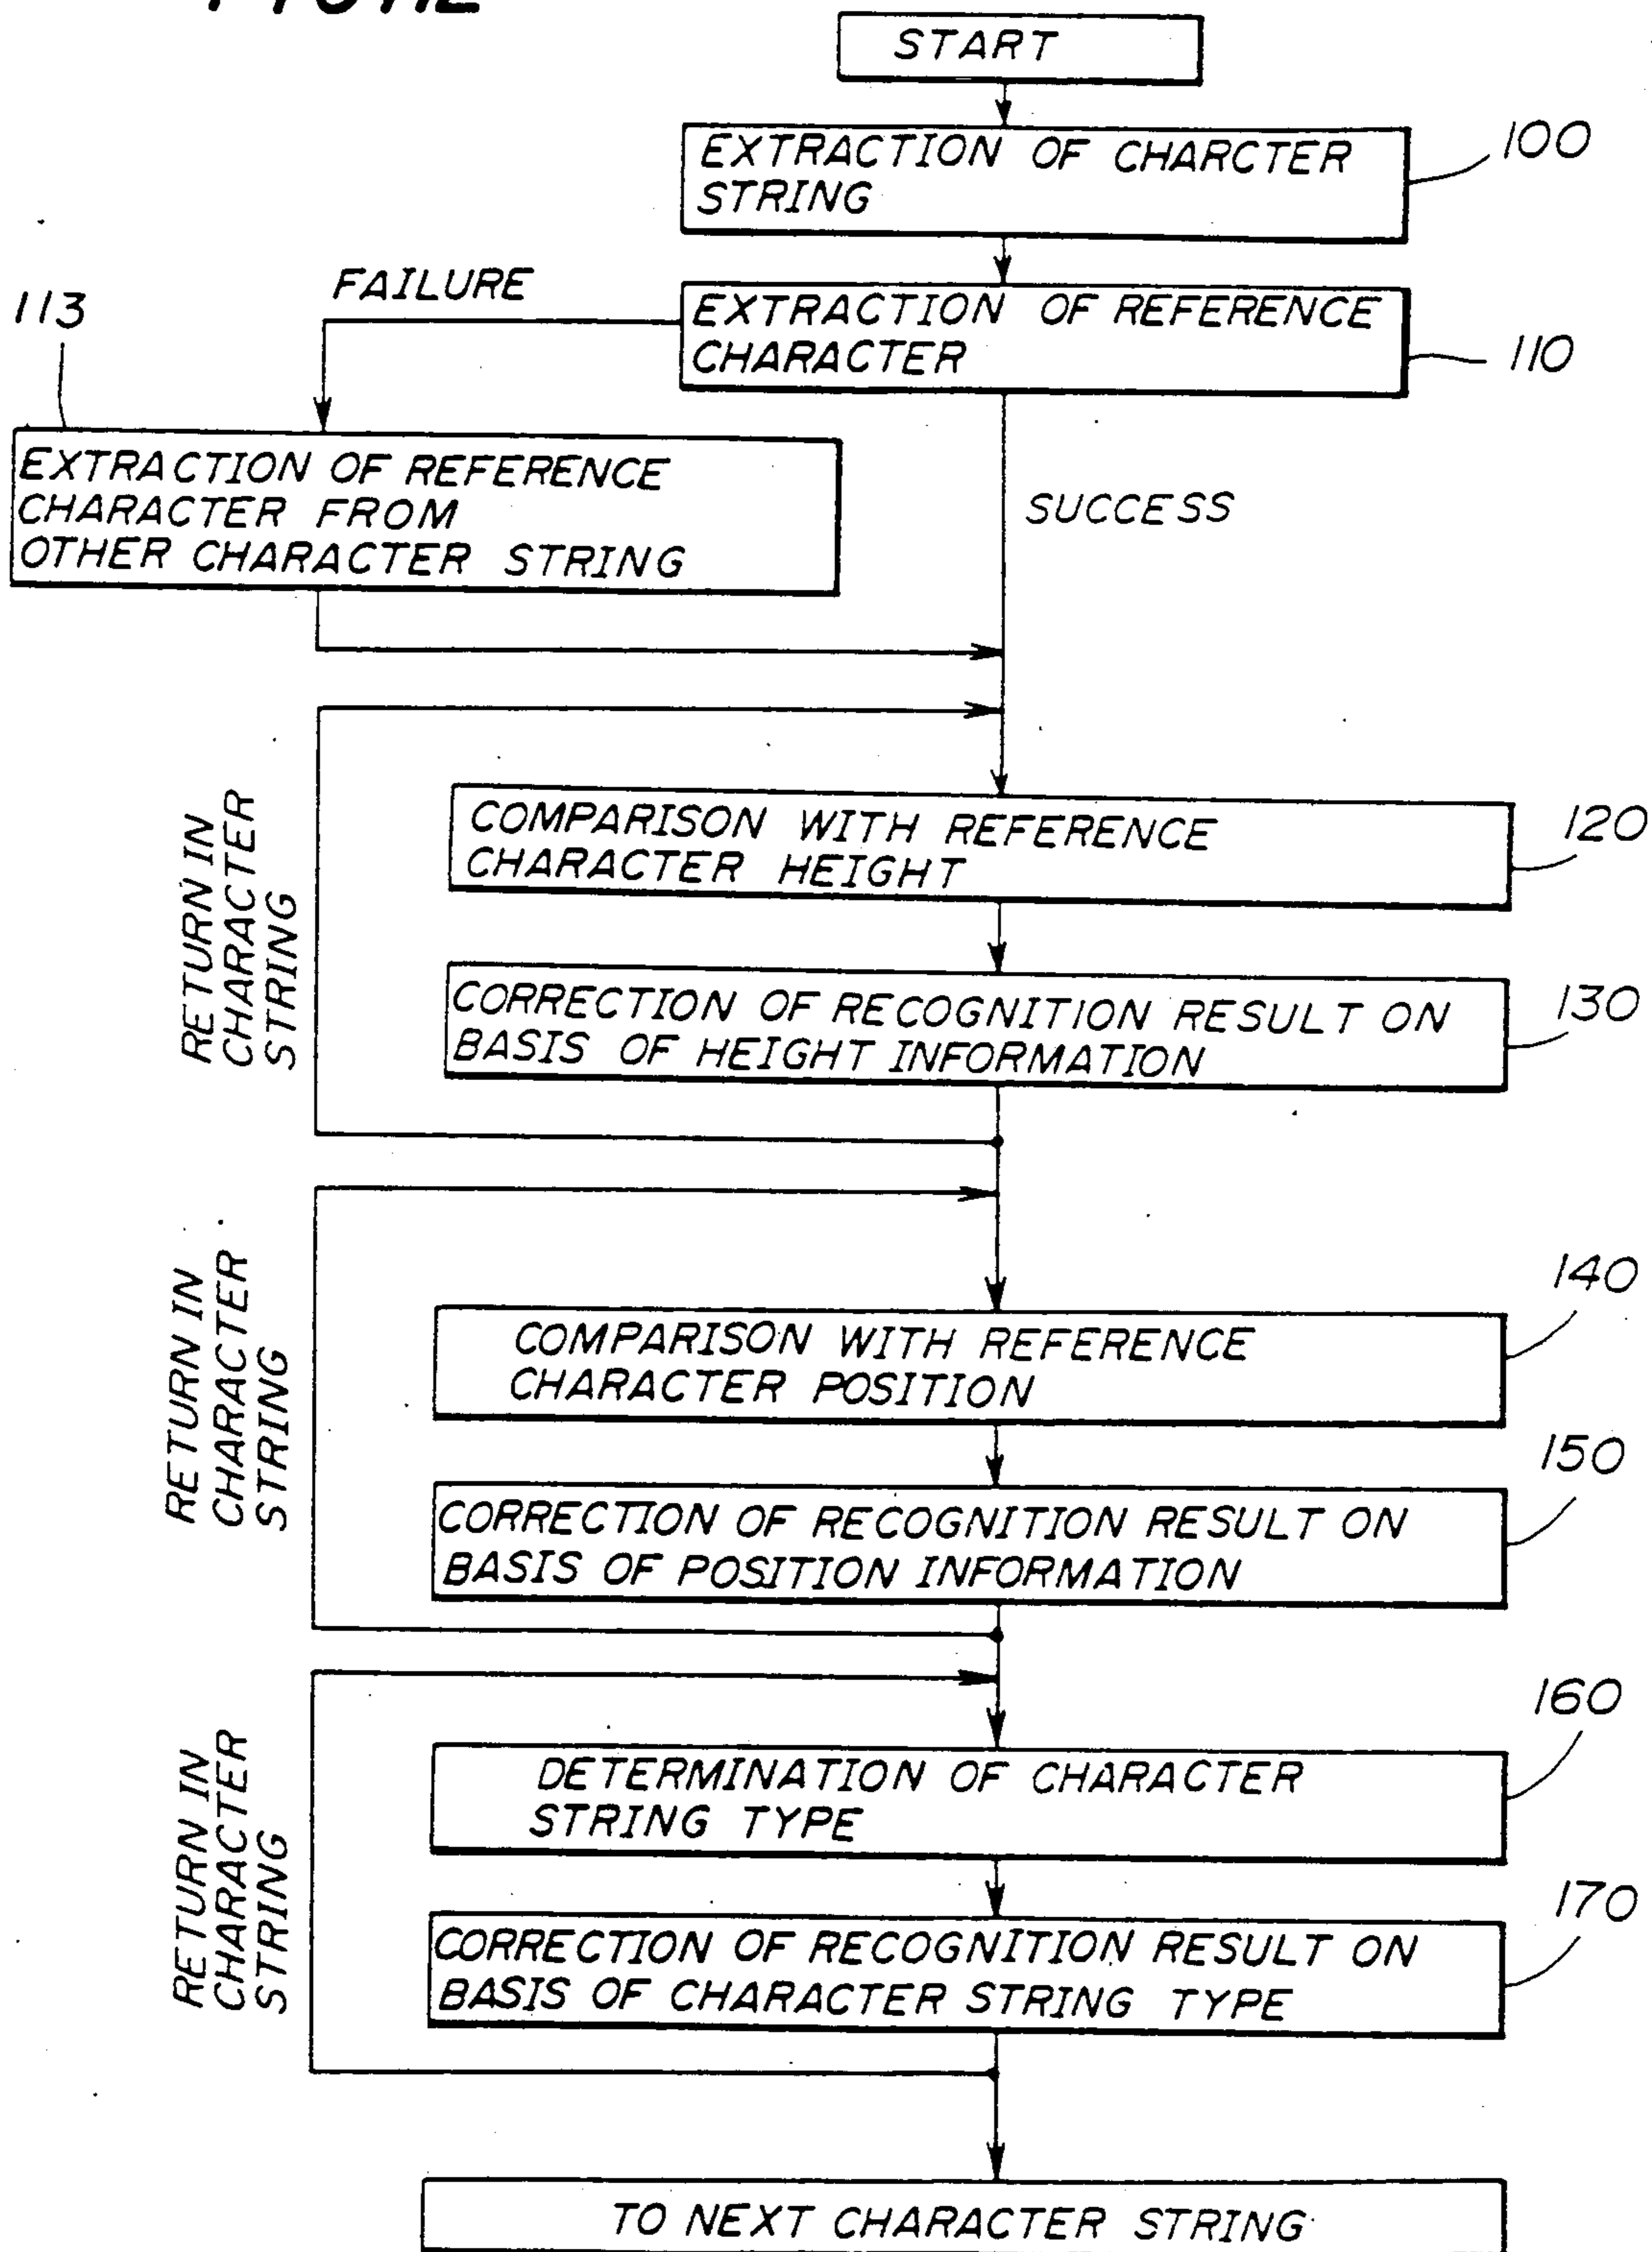 START
EXTRACTION OF CHARCTER
STRING
100
FAILURE
EXTRACTION OF REFERENCE
CHARACTER
110
113
EXTRACTION OF REFERENCE
CHARACTER FROM
OTHER CHARACTER STRING
SUCCESS
RETURN IN
CHARACTER
STRING
COMPARISON WITH REFERENCE
CHARACTER HEIGHT
120
CORRECTION OF RECOGNITION RESULT ON
BASIS OF HEIGHT INFORMATION
130
RETURN IN
CHARACTER
STRING
COMPARISON WITH REFERENCE
CHARACTER POSITION
140
CORRECTION OF RECOGNITION RESULT ON
BASIS OF POSITION INFORMATION
150
RETURN IN
CHARACTER
STRING
DETERMINATION OF CHARACTER
STRING TYPE
160
CORRECTION OF RECOGNITION RESULT ON
BASIS OF CHARACTER STRING TYPE
170
TO NEXT CHARACTER STRING